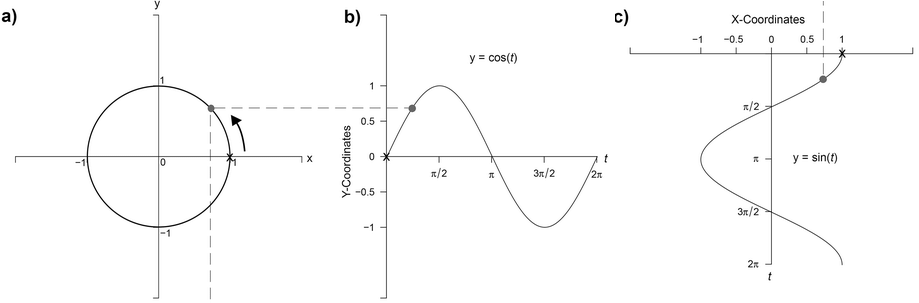 a)
y
1
−1
0
1
x
−1
b)
y = cos(t)
Y-Coordinates
1
0.5
0
−0.5
−1
π/2
π
3π/2
2π
t
c)
X-Coordinates
−1
−0.5
0
0.5
1
π/2
π
3π/2
2π
y = sin(t)
t